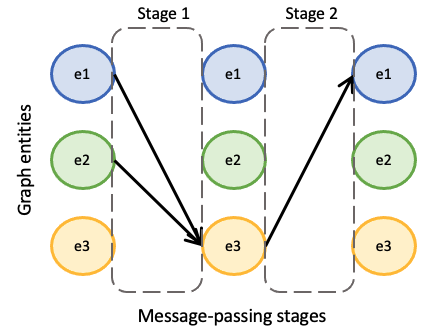 Stage 1 Stage 2
e1 e1 e1
e2 e2 e2
e3 e3 e3
Graph entities
Message-passing stages